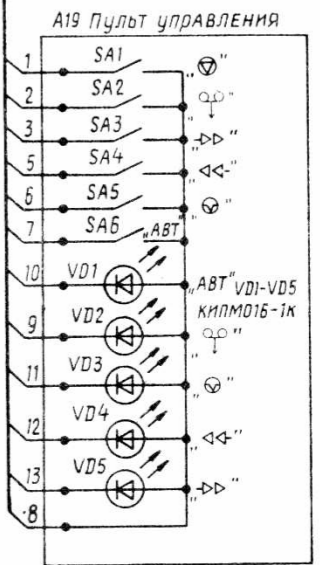 А19 Пульт управления
1 SA1
2 SA2
3 SA3
5 SA4
6 SA5
7 SA6 „АВТ"
10 VD1 „АВТ" VD1-VD5
КИПМ01Б-1К
9 VD2
11 VD3
12 VD4
13 VD5
8